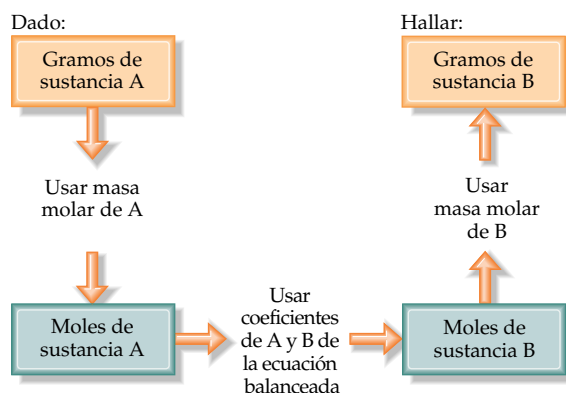 Dado:
Gramos de
sustancia A
Usar masa
molar de A
Moles de
sustancia A
Usar
coeficientes
de A y B de
la ecuación
balanceada
Moles de
sustancia B
Usar
masa molar
de B
Hallar:
Gramos de
sustancia B